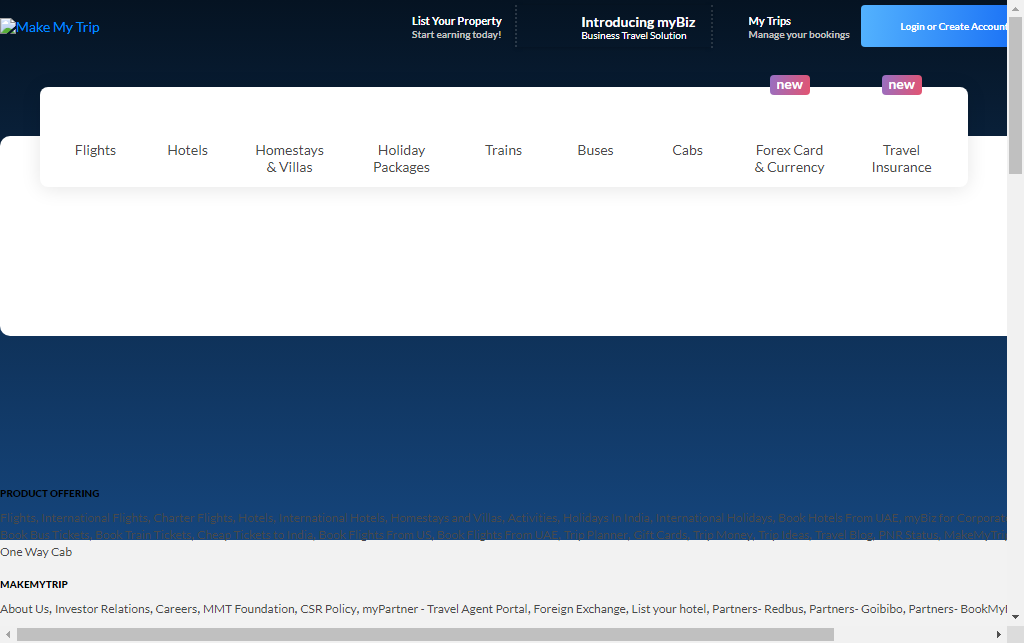 Make My Trip
List Your Property
Start earning today!
Introducing myBiz
Business Travel Solution
My Trips
Manage your bookings
Login or Create Account
new
new
Flights
Hotels
Homestays
& Villas
Holiday
Packages
Trains
Buses
Cabs
Forex Card
& Currency
Travel
Insurance
PRODUCT OFFERING
Flights, International Flights, Charter Flights, Hotels, International Hotels, Homestays and Villas, Activities, Holidays In India, International Holidays, Book Hotels From UAE, myBiz for Corporate
Book Bus Tickets, Book Train Tickets, Cheap Tickets to India, Book Flights From US, Book Flights From UAE, Trip Planner, Gift Cards, Trip Money, Trip Ideas, Travel Blog, PNR Status, MakeMyTrip
One Way Cab
MAKEMYTRIP
About Us, Investor Relations, Careers, MMT Foundation, CSR Policy, myPartner - Travel Agent Portal, Foreign Exchange, List your hotel, Partners- Redbus, Partners- Goibibo, Partners- BookMy